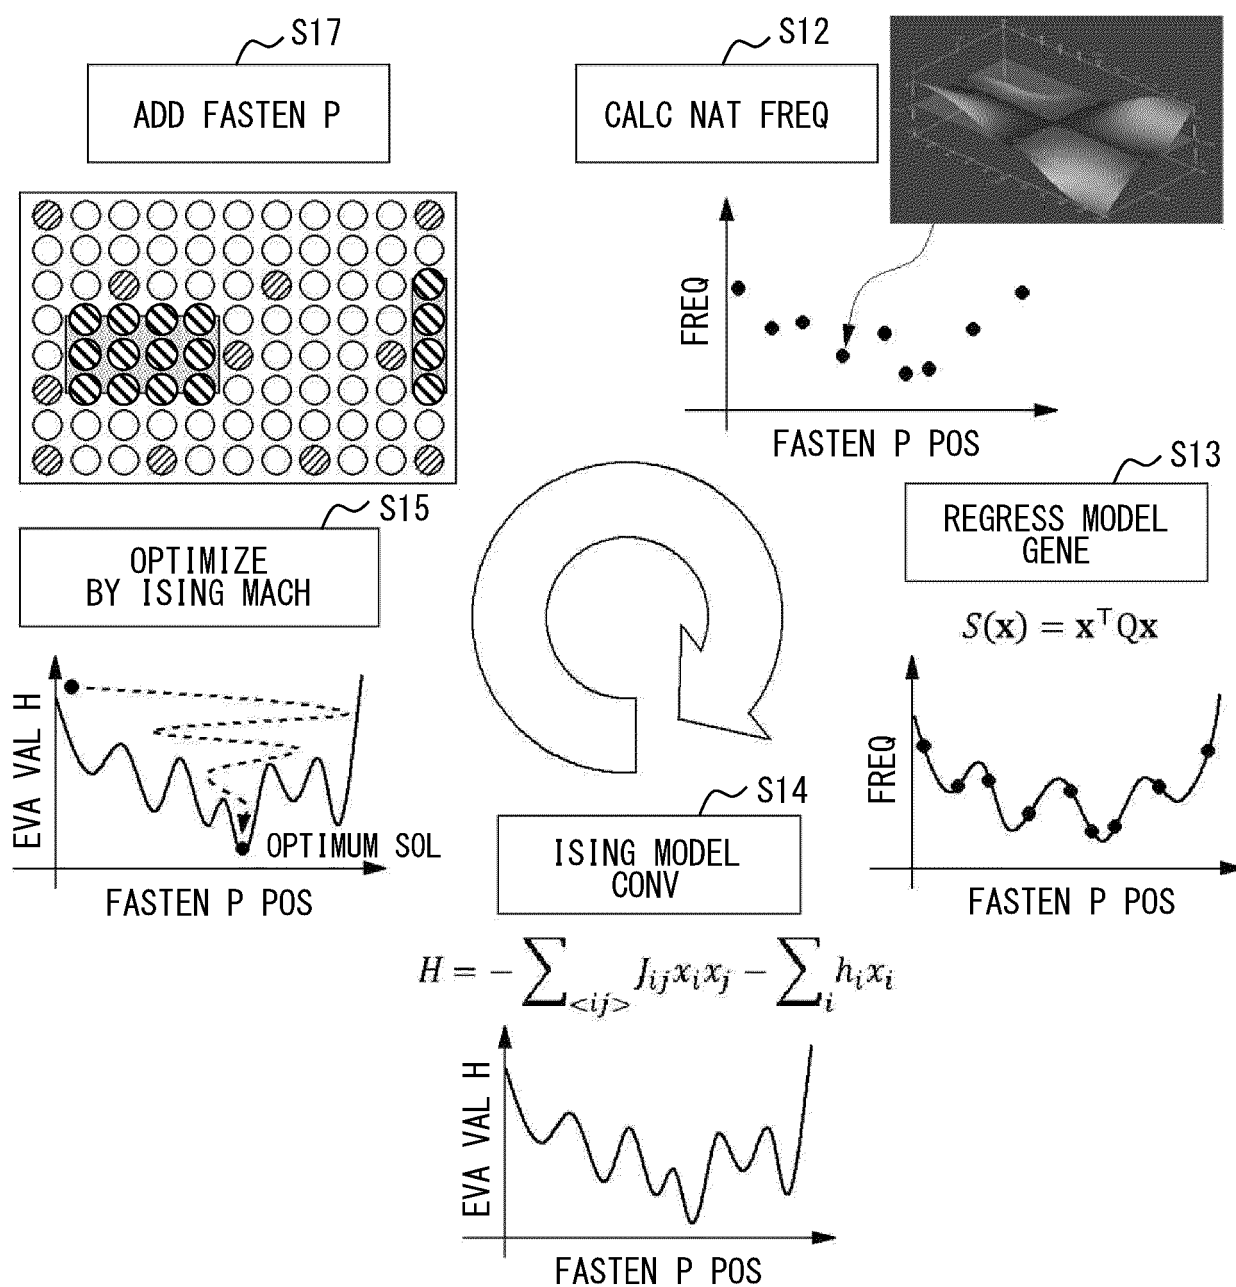 S17
ADD FASTEN P
S12
CALC NAT FREQ
FREQ
FASTEN P POS
S13
REGRESS MODEL
GENE
S(x) = x⊤Qx
FREQ
FASTEN P POS
S15
OPTIMIZE
BY ISING MACH
EVA VAL H
OPTIMUM SOL
FASTEN P POS
S14
ISING MODEL
CONV
H = − ∑<ij> Jijxixj − ∑i hixi
EVA VAL H
FASTEN P POS